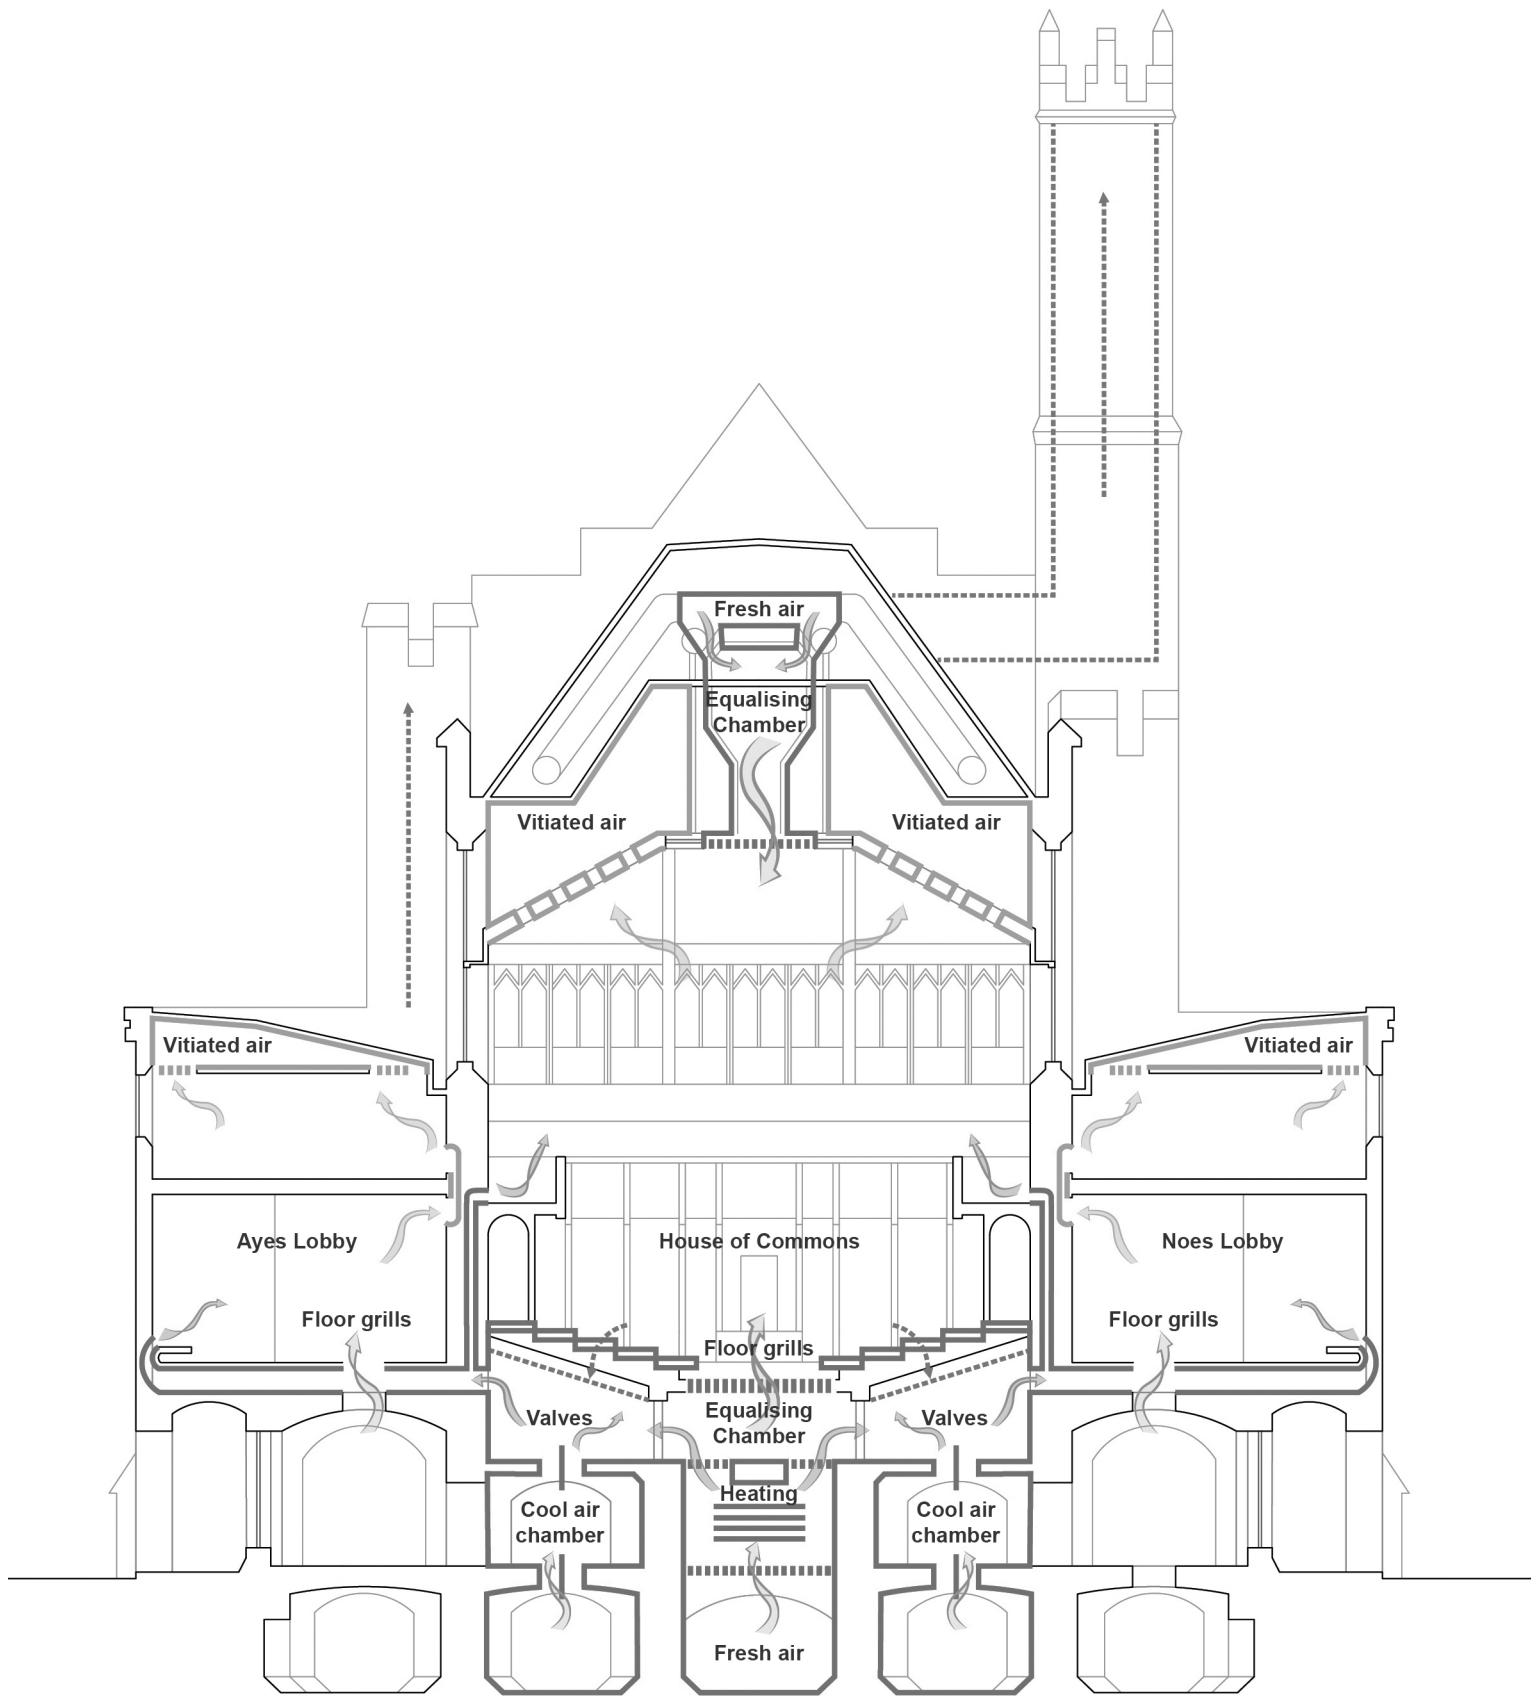 Fresh air
Equalising
Chamber
Vitiated air
Vitiated air
Vitiated air
Vitiated air
Ayes Lobby
House of Commons
Noes Lobby
Floor grills
Floor grills
Floor grills
Valves
Equalising
Chamber
Valves
Heating
Cool air
chamber
Cool air
chamber
Fresh air